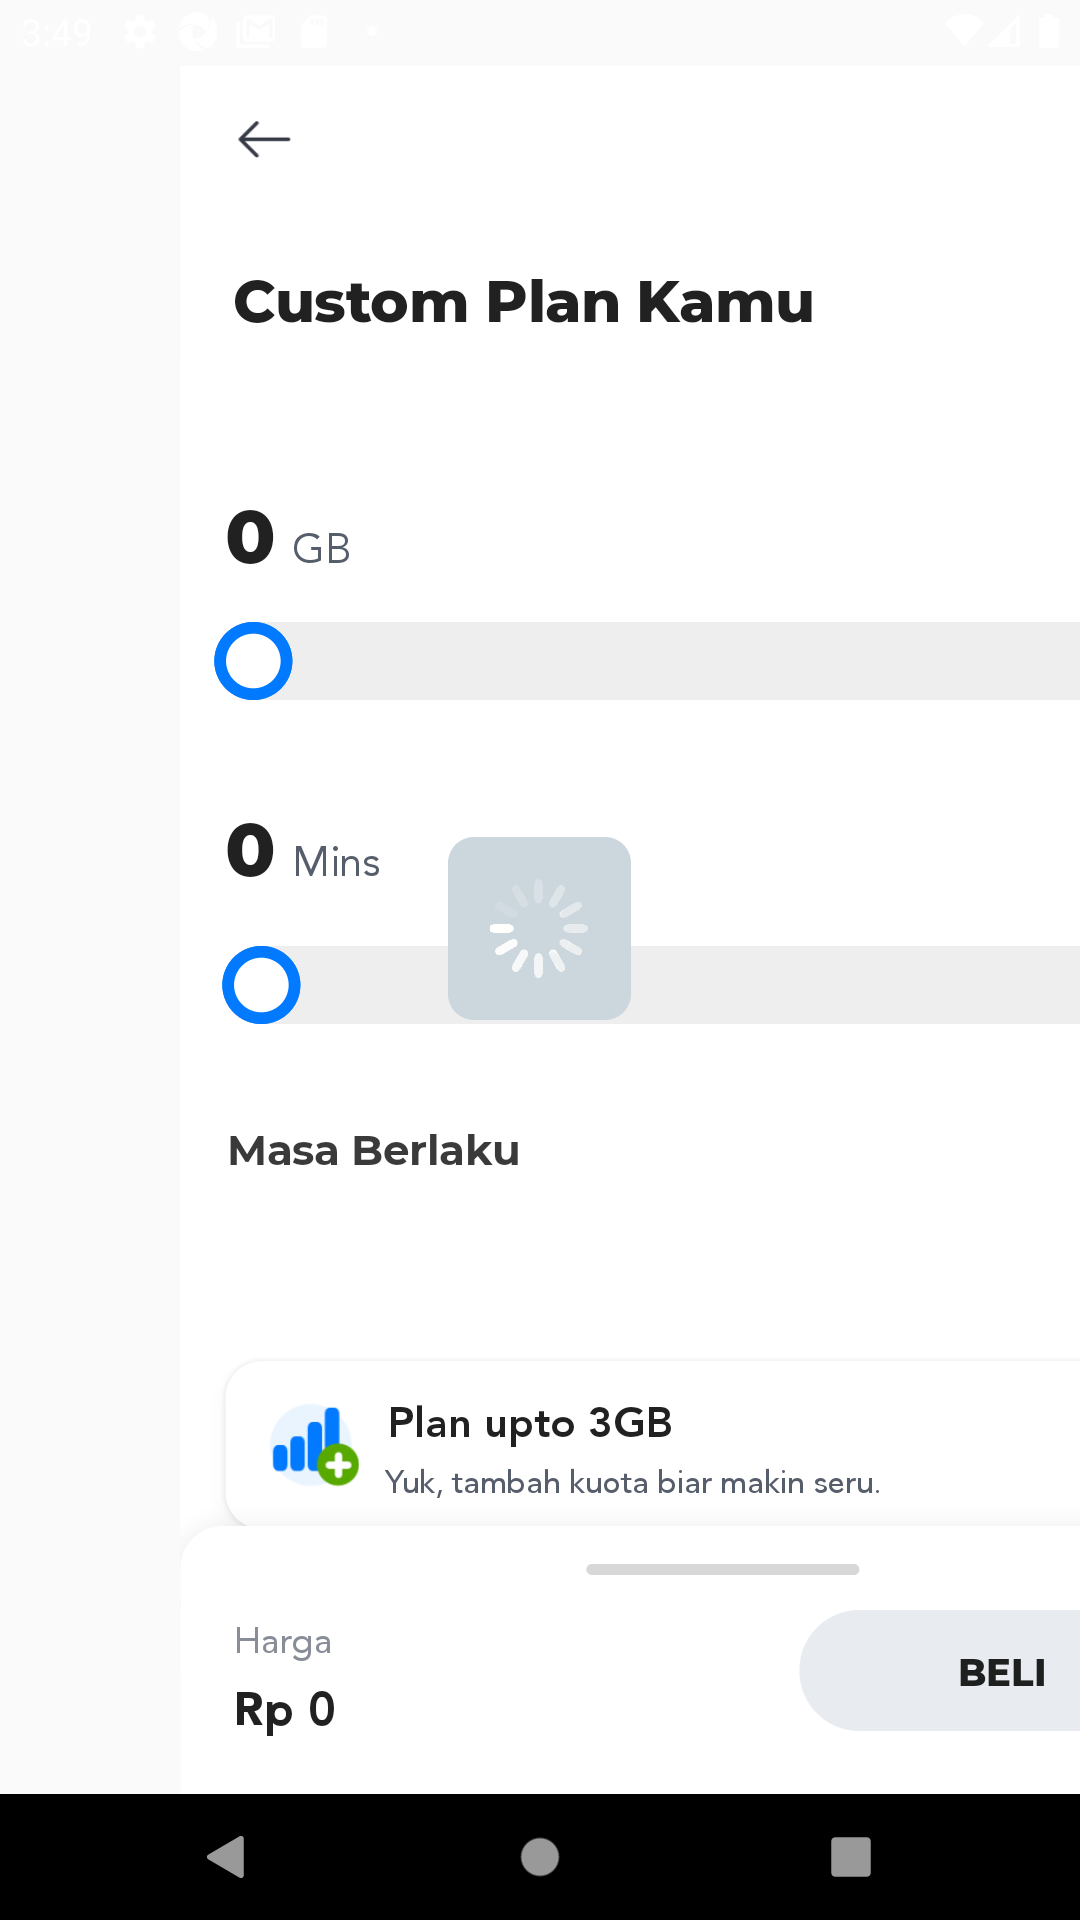 3:49
Custom Plan Kamu
0 GB
0 Mins
Masa Berlaku
Plan upto 3GB
Yuk, tambah kuota biar makin seru.
Harga
Rp 0
BELI